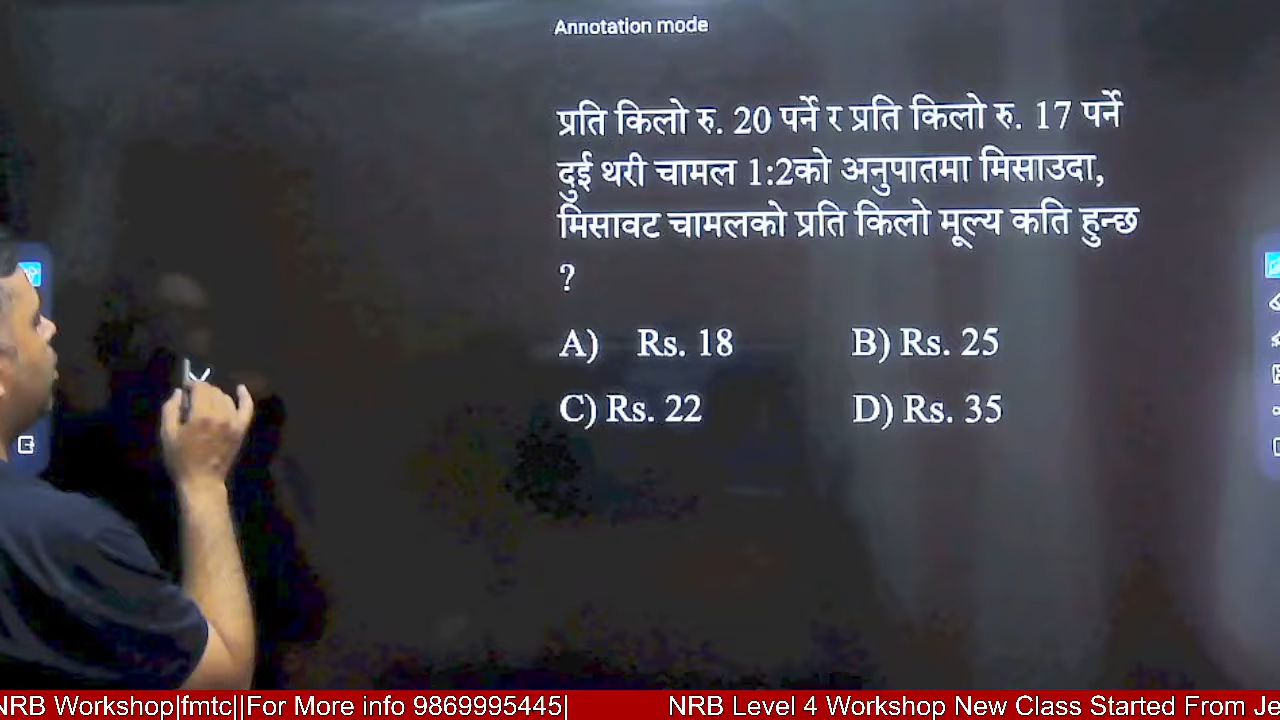 Annotation mode
प्रति किलो रु. 20 पर्ने र प्रति किलो रु. 17 पर्ने
दुई थरी चामल 1:2को अनुपातमा मिसाउदा,
मिसावट चामलको प्रति किलो मूल्य कति हुन्छ
?
A) Rs. 18 B) Rs. 25
C) Rs. 22 D) Rs. 35
NRB Workshop|fmtc||For More info 9869995445| NRB Level 4 Workshop New Class Started From